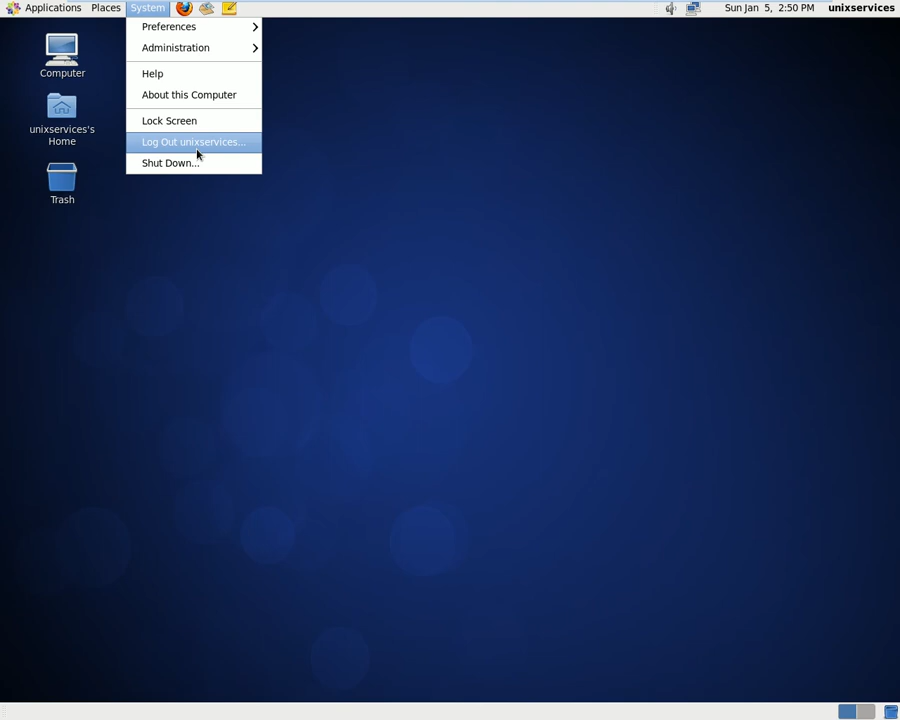 Applications Places System Sun Jan 5, 2:50 PM unixservices
Preferences
Administration
Help
About this Computer
Lock Screen
Log Out unixservices...
Shut Down...
Computer
unixservices's
Home
Trash